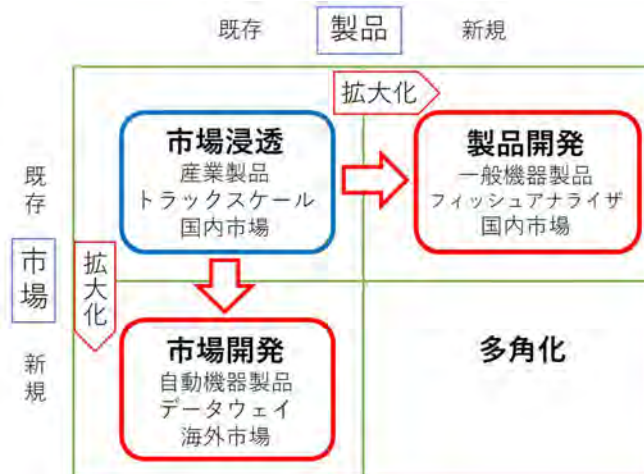 既存 製品 新規
拡大化
市場浸透
産業製品
トラックスケール
国内市場
製品開発
一般機器製品
フィッシュアナライザ
国内市場
既存
市場
新規
拡大化
市場開発
自動機器製品
データウェイ
海外市場
多角化